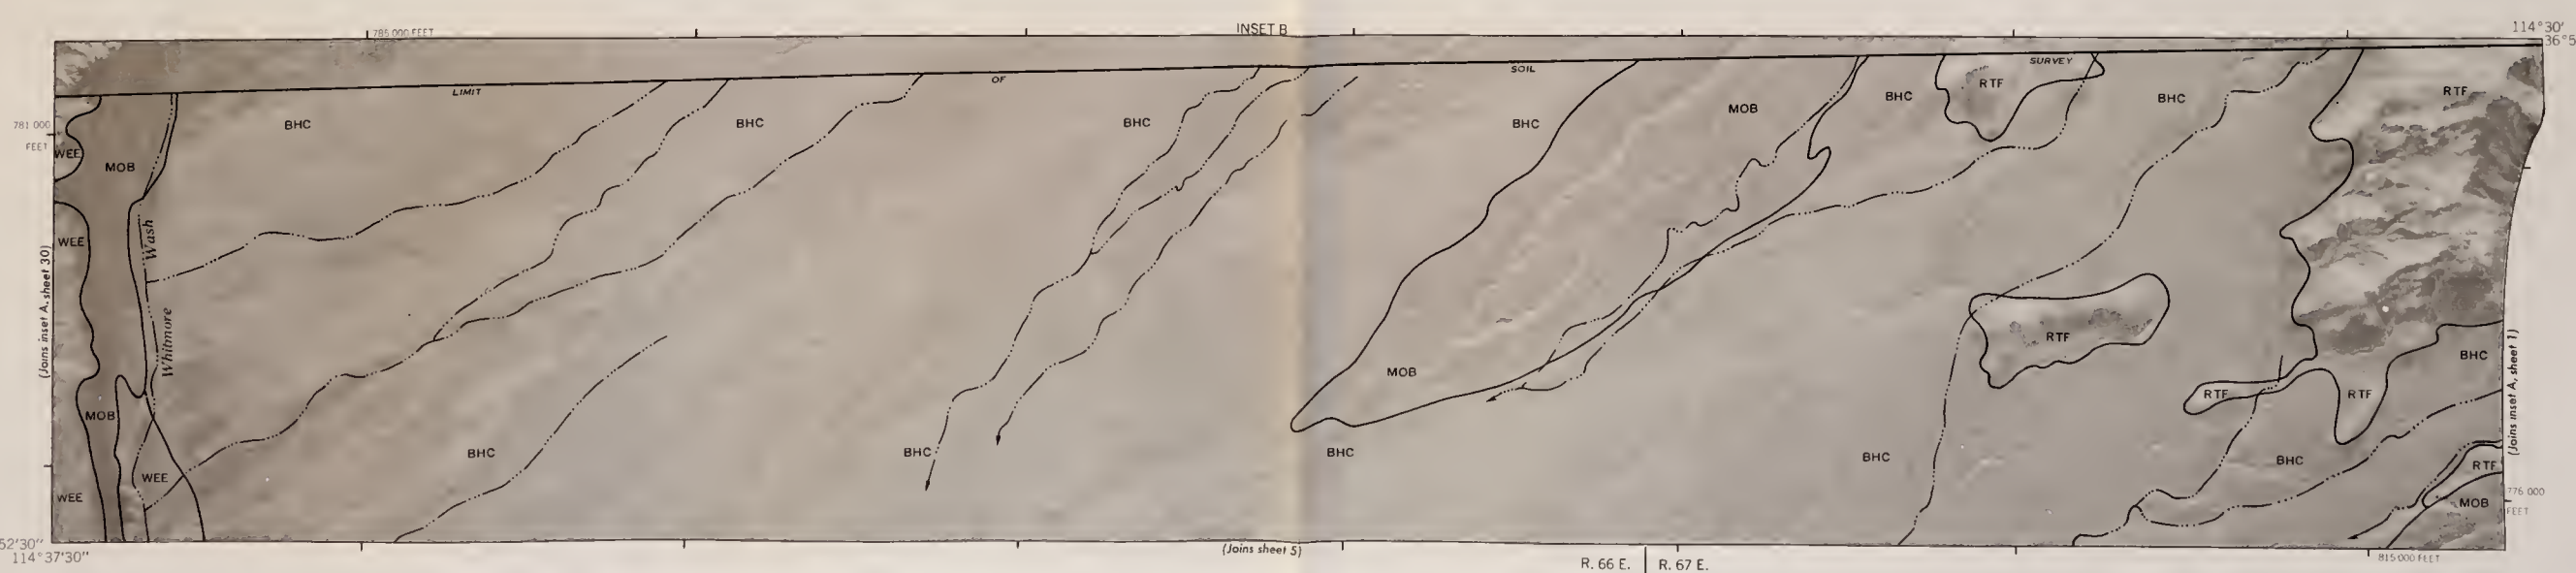 INSET B
114°30'
785 000 FEET
36°5
LIMIT OF SOIL SURVEY
781 000
FEET
BHC BHC BHC BHC MOB BHC RTF BHC RTF
WEE MOB
WEE Wash
(Joins inset A, sheet 30)
Whitmore
RTF
(Joins inset A, sheet 1)
MOB RTF RTF BHC
MOB
WEE BHC BHC BHC BHC BHC RTF
WEE MOB
776 000
FEET
52'30"
114°37'30"
(Joins sheet 5)
815 000 FEET
R. 66 E. R. 67 E.